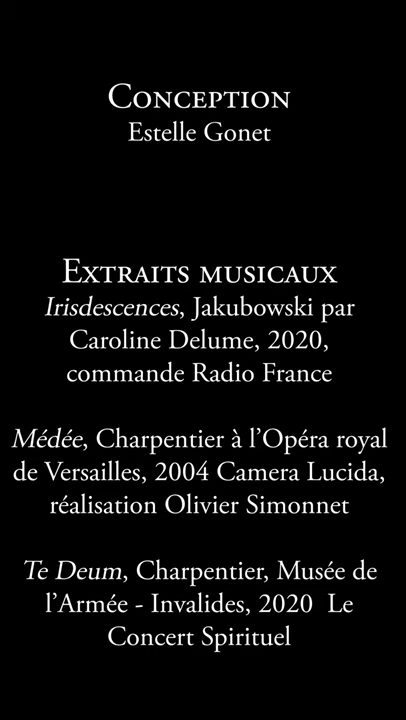 Conception
Estelle Gonet
Extraits musicaux
Irisdescences, Jakubowski par
Caroline Delume, 2020,
commande Radio France
Médée, Charpentier à l’Opéra royal
de Versailles, 2004 Camera Lucida,
réalisation Olivier Simonnet
Te Deum, Charpentier, Musée de
l’Armée - Invalides, 2020  Le
Concert Spirituel